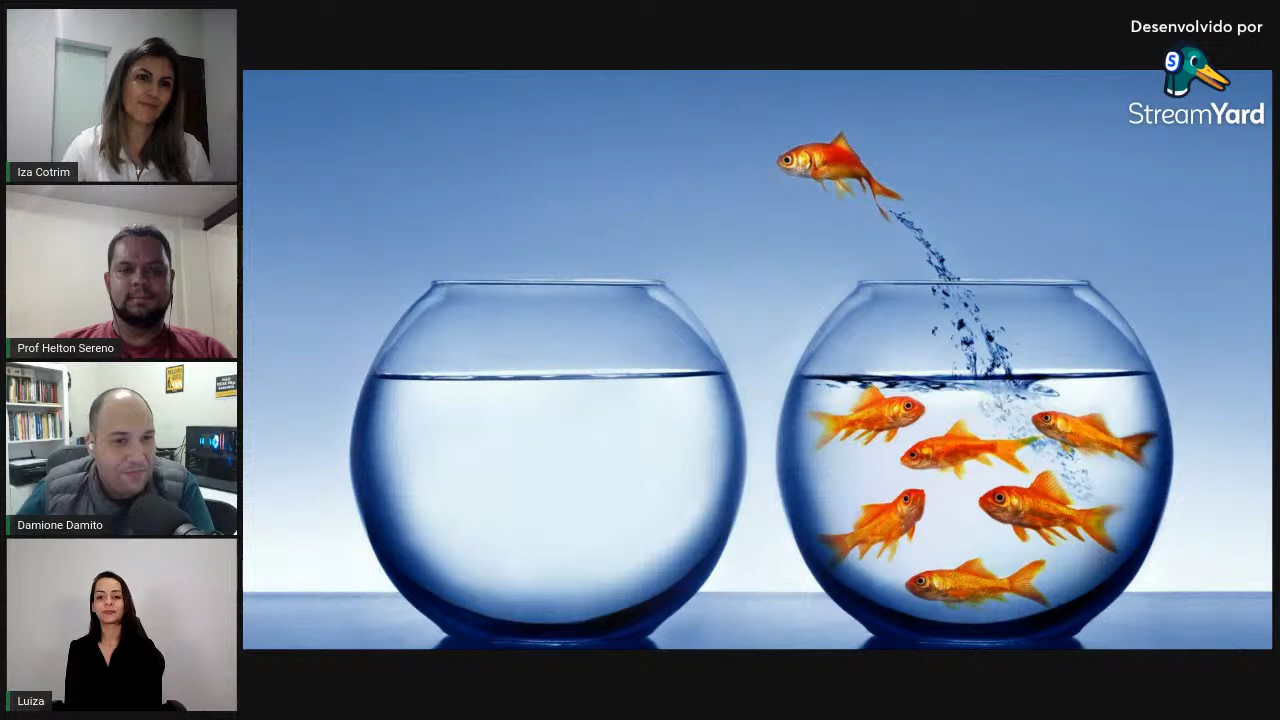 Desenvolvido por
StreamYard
Iza Cotrim
Prof Helton Sereno
Damione Damito
Luiza